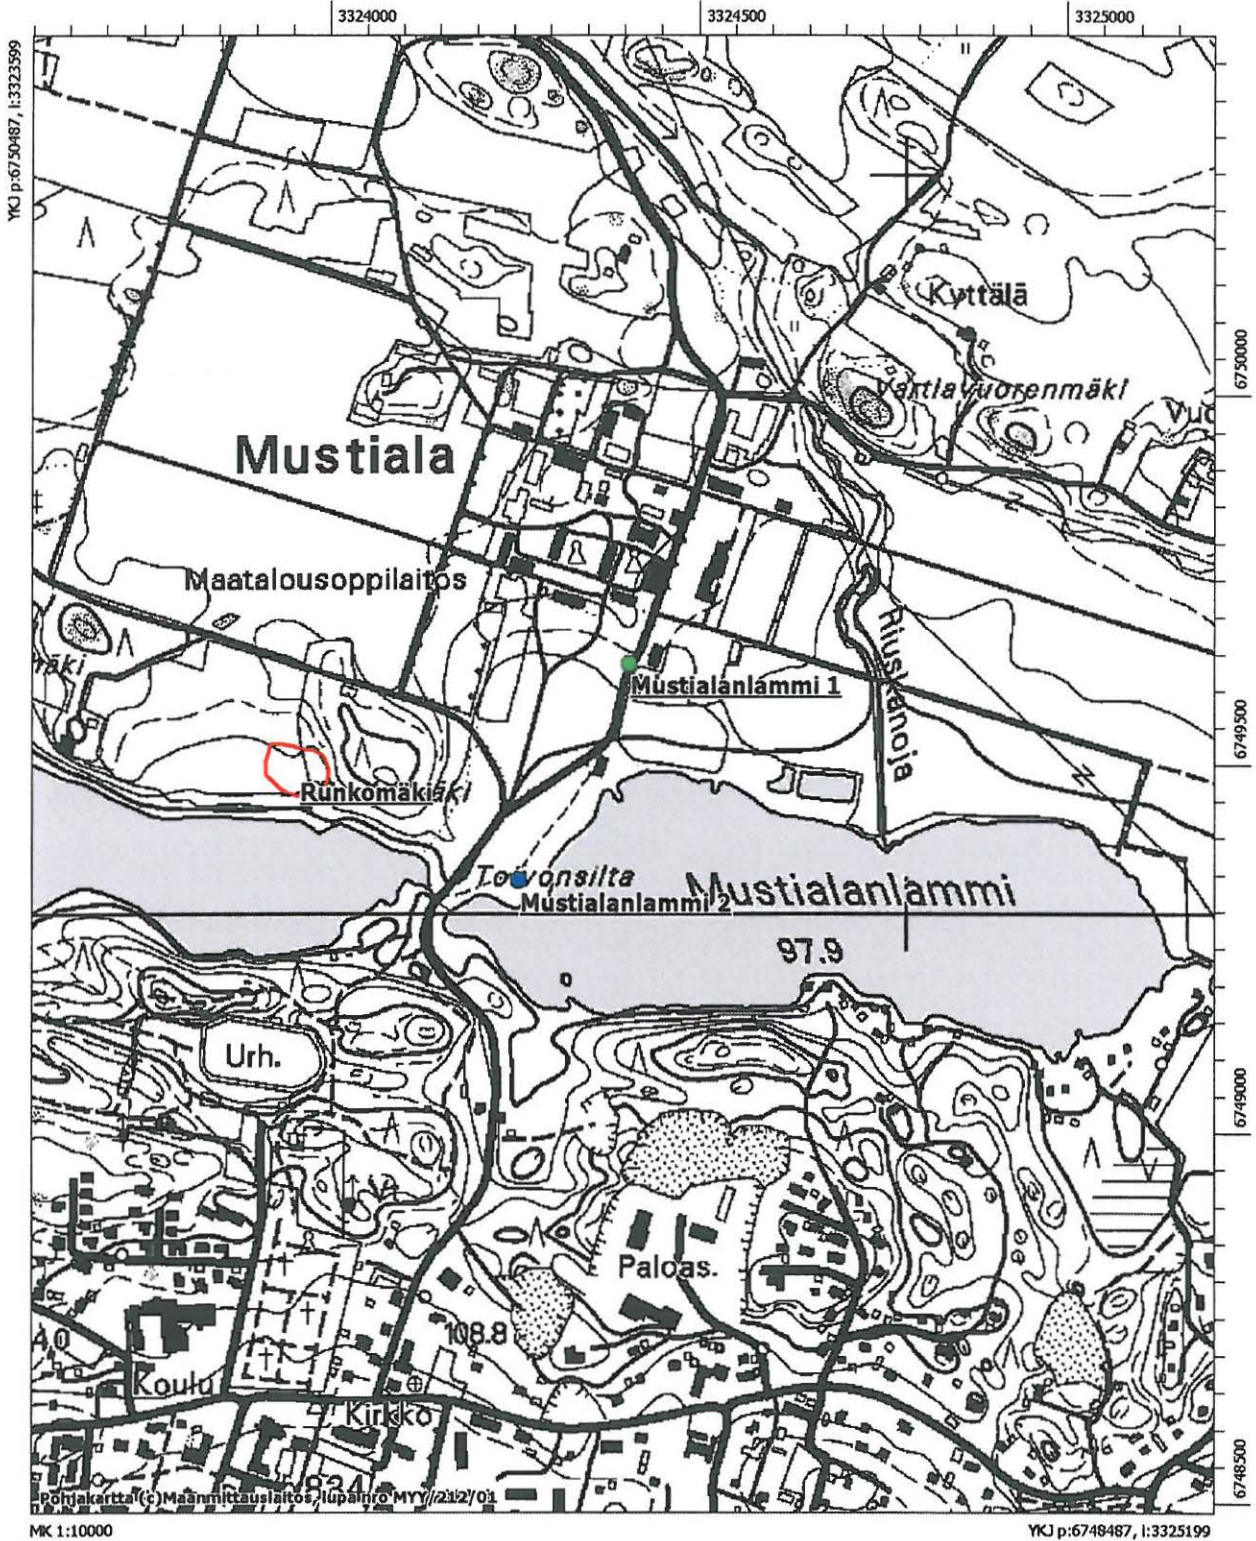 3324000
3324500
3325000
YKJ p:6750487, i:3323599
Kyttälä
6750000
Vartiavuorenmäki
Vuo
Mustiala
Maatalousoppilaitos
Riuskanoja
mäki
Mustialanlammi 1
6749500
Runkomäki
Toivonsilta
Mustialanlammi
Mustialanlammi 2
97.9
Urh.
6749000
Paloas.
108.8
Koulu
Kirkko
6748500
Pohjakartta (c)Maanmittauslaitos, lupa nro MYY/212/01
MK 1:10000
YKJ p:6748487, i:3325199